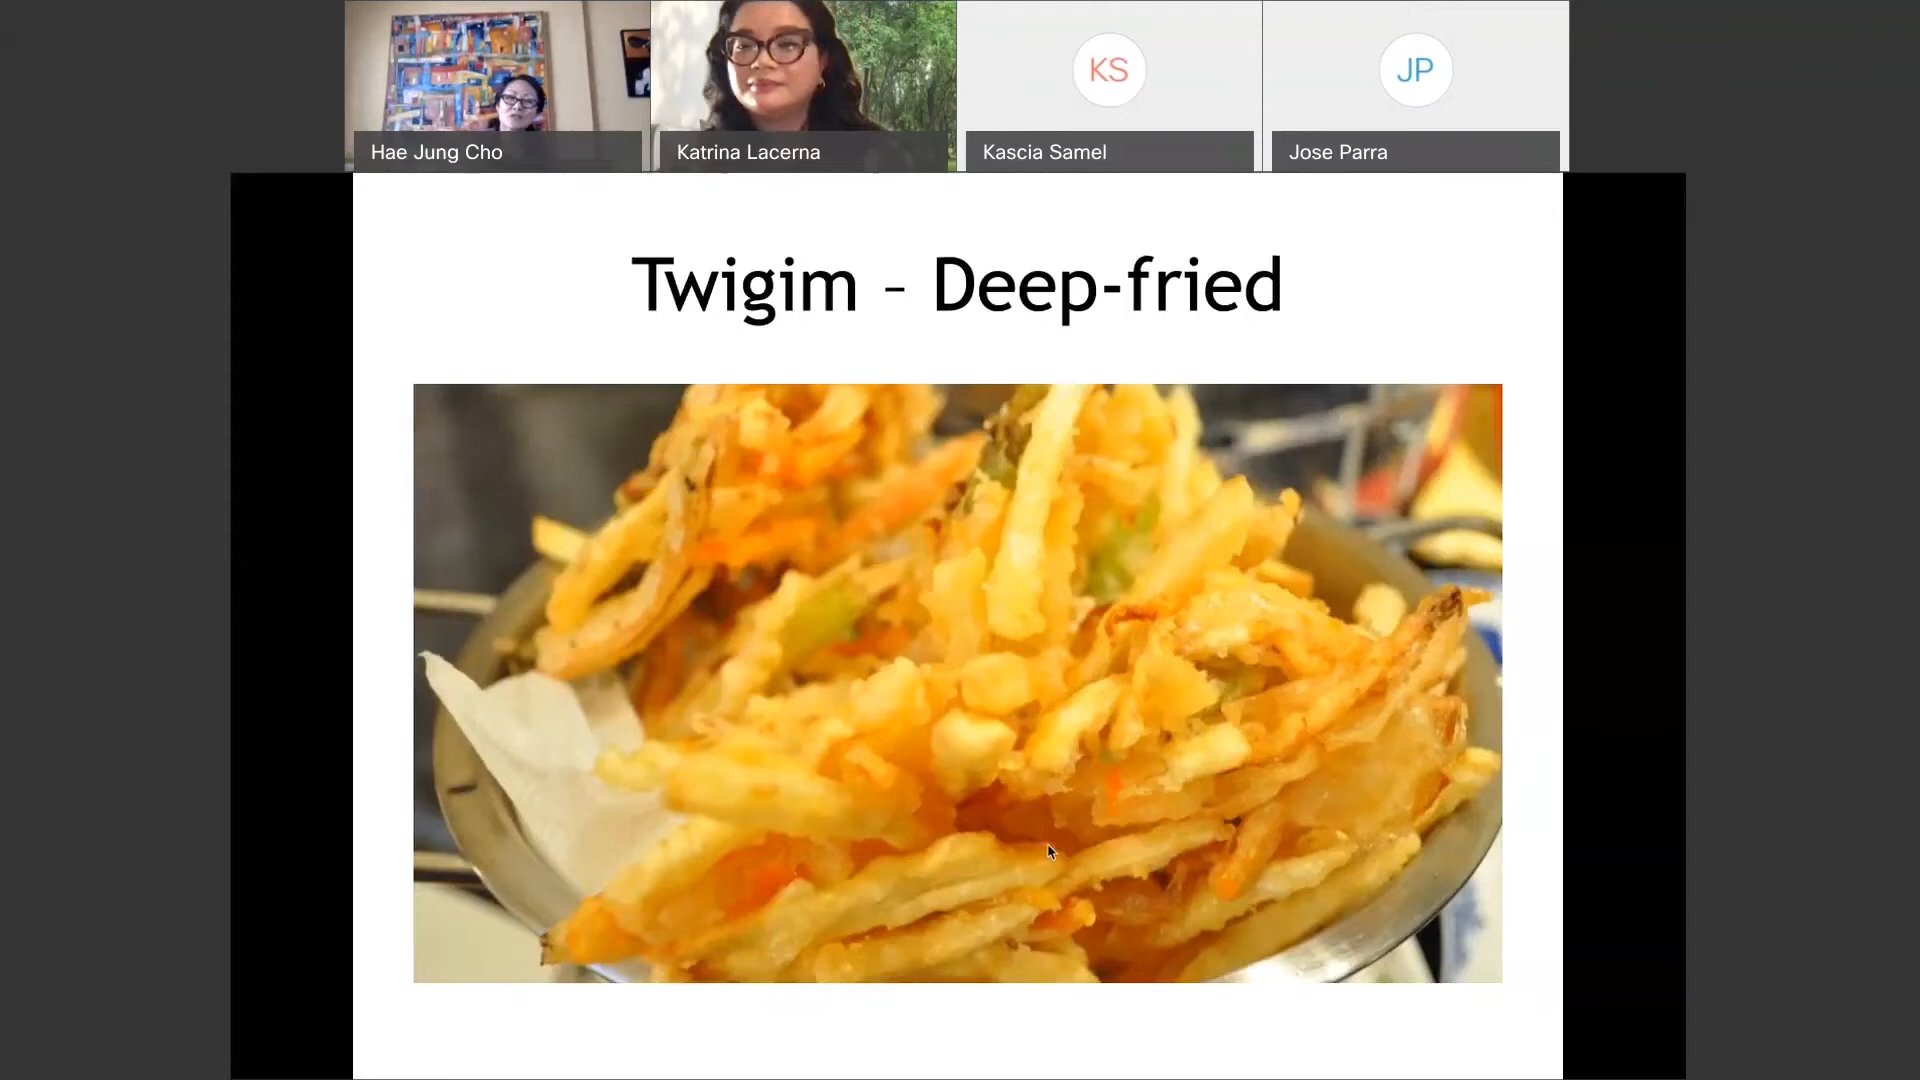 KS
JP
Hae Jung Cho
Katrina Lacerna
Kascia Samel
Jose Parra
Twigim – Deep-fried